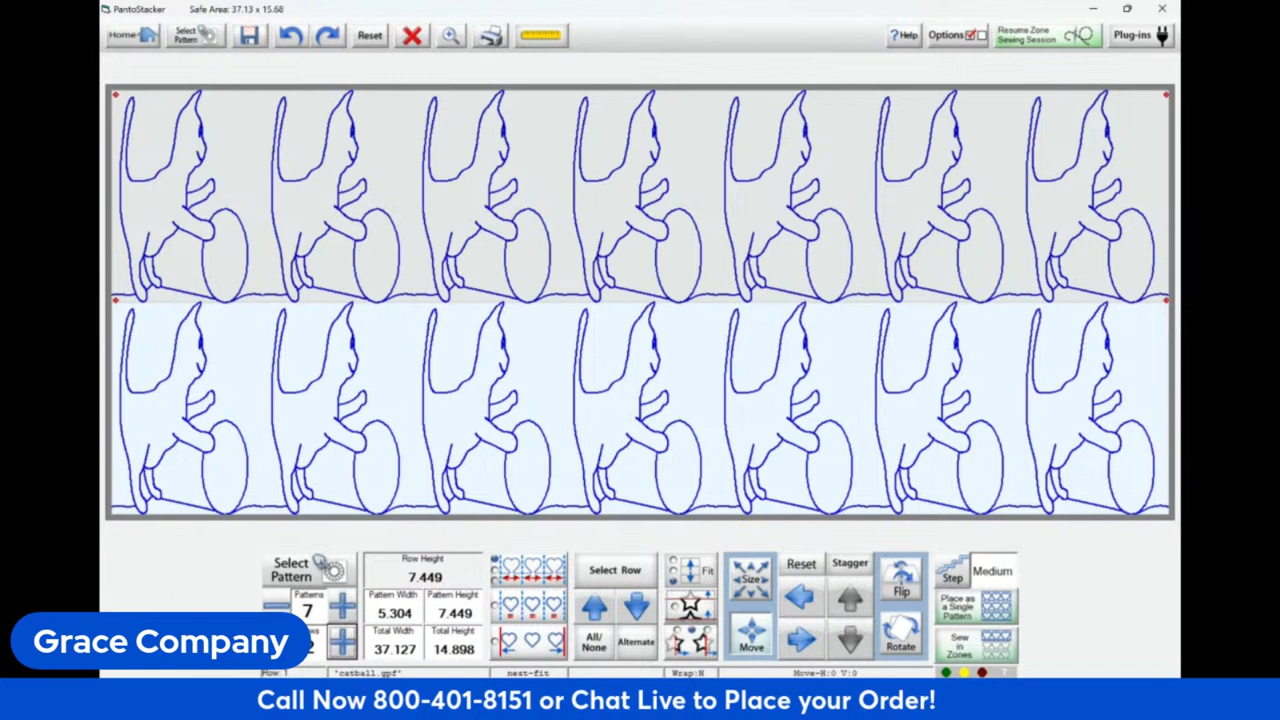 PantoStacker Safe Area: 37.13 x 15.68
Home
Select
Pattern
Reset
?Help
Options
Resume Zone
Sewing Session
Plug-ins
Select
Pattern
Patterns
7
Row Height
7.449
Pattern Width
5.304
Pattern Height
7.449
Total Width
37.127
Total Height
14.898
Select Row
All/
None
Alternate
Fit
Size
Move
Reset
Stagger
Flip
Rotate
Step
Medium
Place as
a Single
Pattern
Sew
in
Zones
'catball.gpf'
nest-fit
Wrap:H
Move-H:0 V:0
Grace Company
Call Now 800-401-8151 or Chat Live to Place your Order!